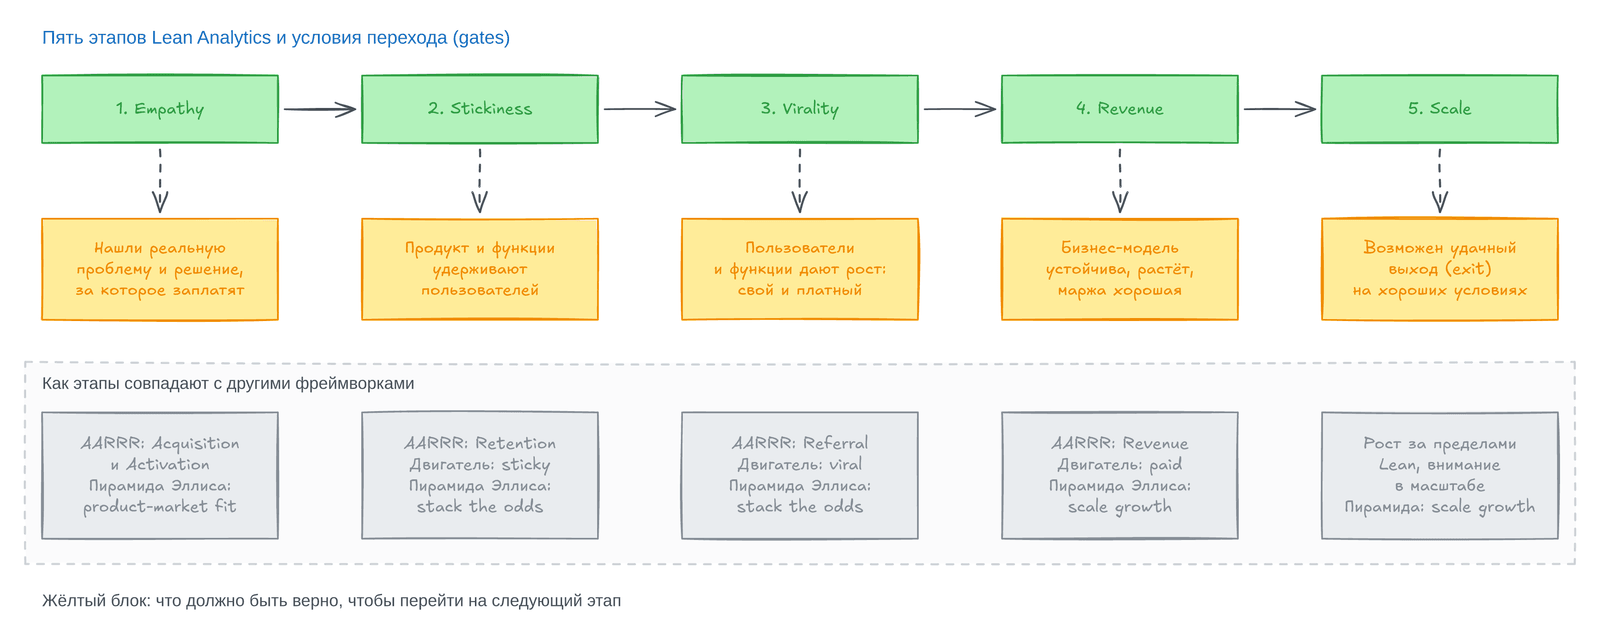 Пять этапов Lean Analytics и условия перехода (gates)
1. Empathy
2. Stickiness
3. Virality
4. Revenue
5. Scale
Нашли реальную
проблему и решение,
за которое заплатят
Продукт и функции
удерживают
пользователей
Пользователи
и функции дают рост:
свой и платный
Бизнес-модель
устойчива, растёт,
маржа хорошая
Возможен удачный
выход (exit)
на хороших условиях
Как этапы совпадают с другими фреймворками
AARRR: Acquisition
и Activation
Пирамида Эллиса:
product-market fit
AARRR: Retention
Двигатель: sticky
Пирамида Эллиса:
stack the odds
AARRR: Referral
Двигатель: viral
Пирамида Эллиса:
stack the odds
AARRR: Revenue
Двигатель: paid
Пирамида Эллиса:
scale growth
Рост за пределами
Lean, внимание
в масштабе
Пирамида: scale growth
Жёлтый блок: что должно быть верно, чтобы перейти на следующий этап